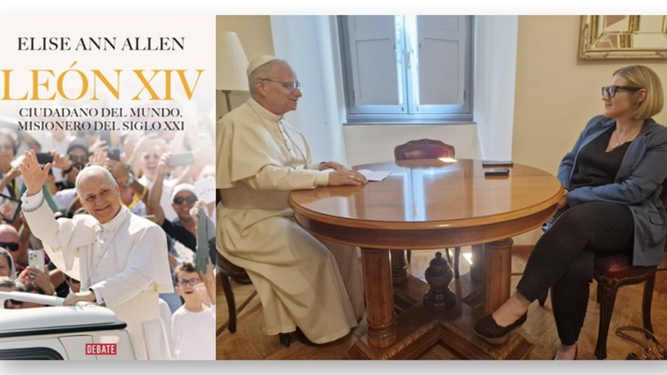 ELISE ANN ALLEN
LEÓN XIV
CIUDADANO DEL MUNDO,
MISIONERO DEL SIGLO XXI
DEBATE